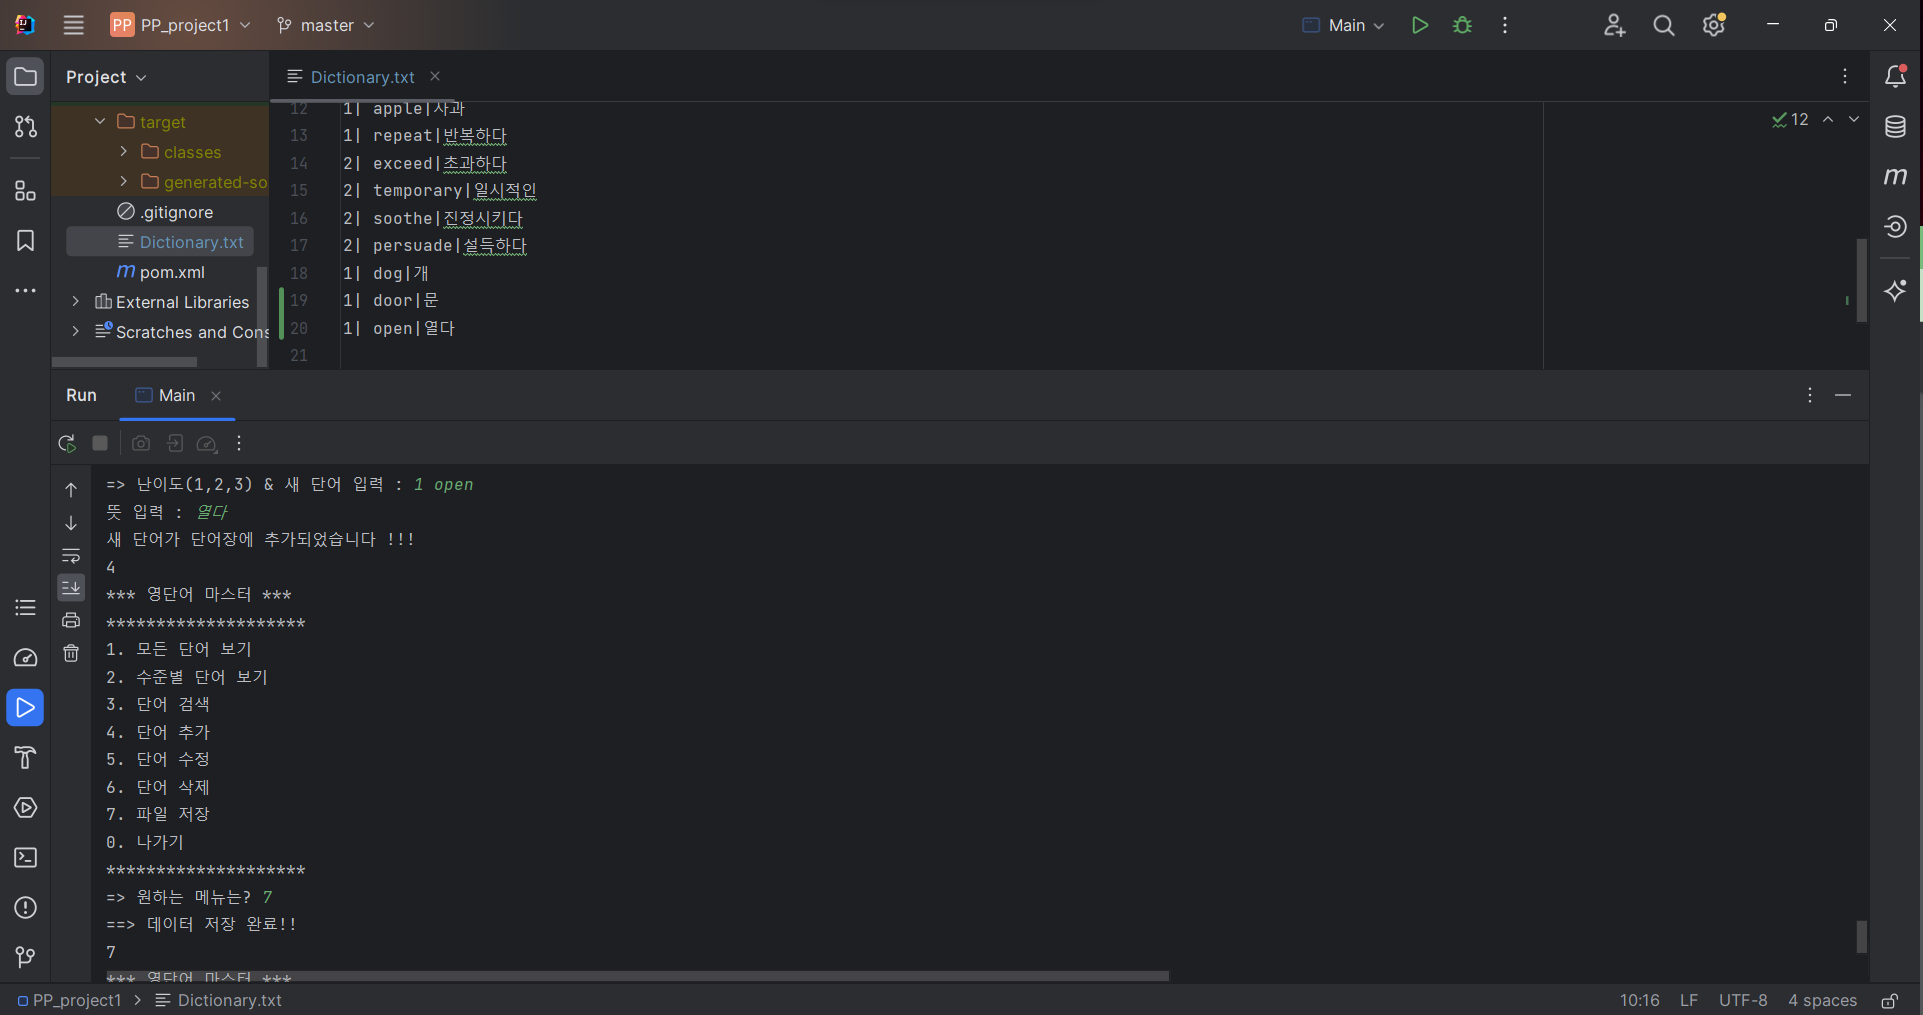 PP PP_project1 master Main
Project
Dictionary.txt
target
classes
generated-so
.gitignore
Dictionary.txt
m pom.xml
External Libraries
Scratches and Cons
12 1| apple|사과
13 1| repeat|반복하다
14 2| exceed|초과하다
15 2| temporary|일시적인
16 2| soothe|진정시키다
17 2| persuade|설득하다
18 1| dog|개
19 1| door|문
20 1| open|열다
21
12
Run Main
=> 난이도(1,2,3) & 새 단어 입력 : 1 open
뜻 입력 : 열다
새 단어가 단어장에 추가되었습니다 !!!
4
*** 영단어 마스터 ***
********************
1. 모든 단어 보기
2. 수준별 단어 보기
3. 단어 검색
4. 단어 추가
5. 단어 수정
6. 단어 삭제
7. 파일 저장
0. 나가기
********************
=> 원하는 메뉴는? 7
==> 데이터 저장 완료!!
7
*** 영단어 마스터 ***
PP_project1 > Dictionary.txt
10:16 LF UTF-8 4 spaces